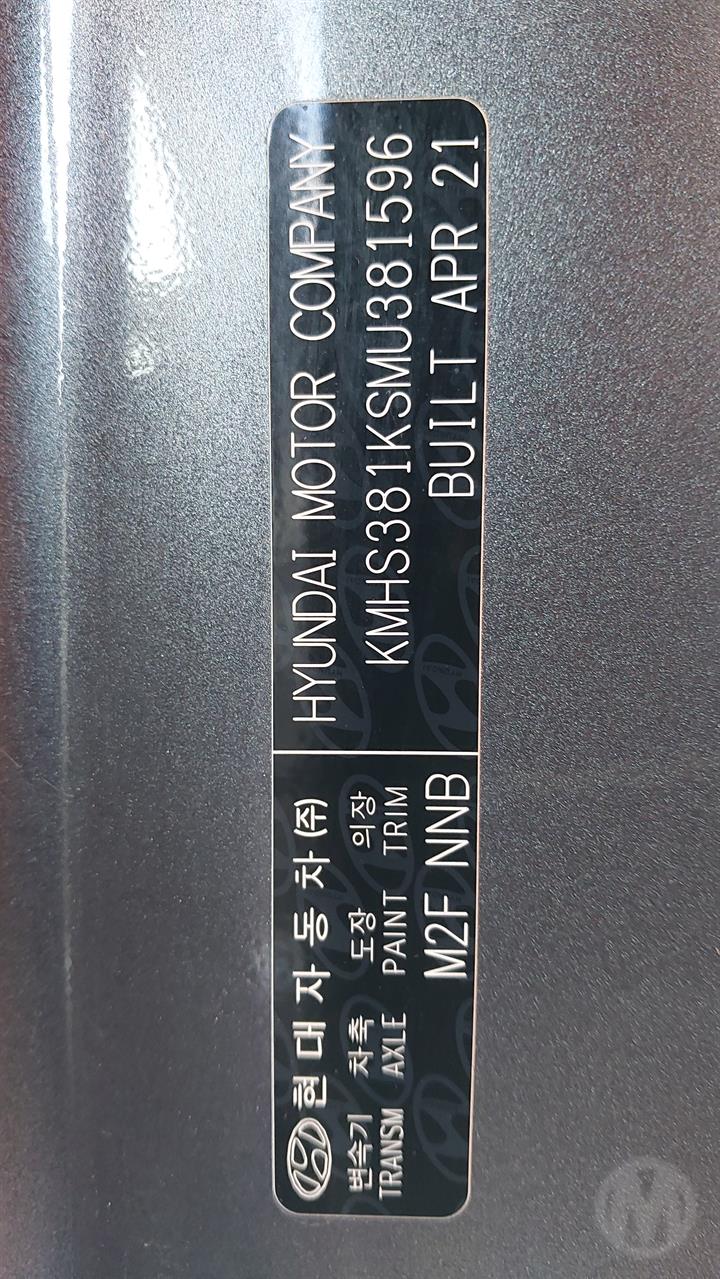 현대자동차(주)
변속기 차축 도장 의장
TRANSM AXLE PAINT TRIM
M2F NNB
HYUNDAI MOTOR COMPANY
KMHS381KSMU381596
BUILT APR 21
M